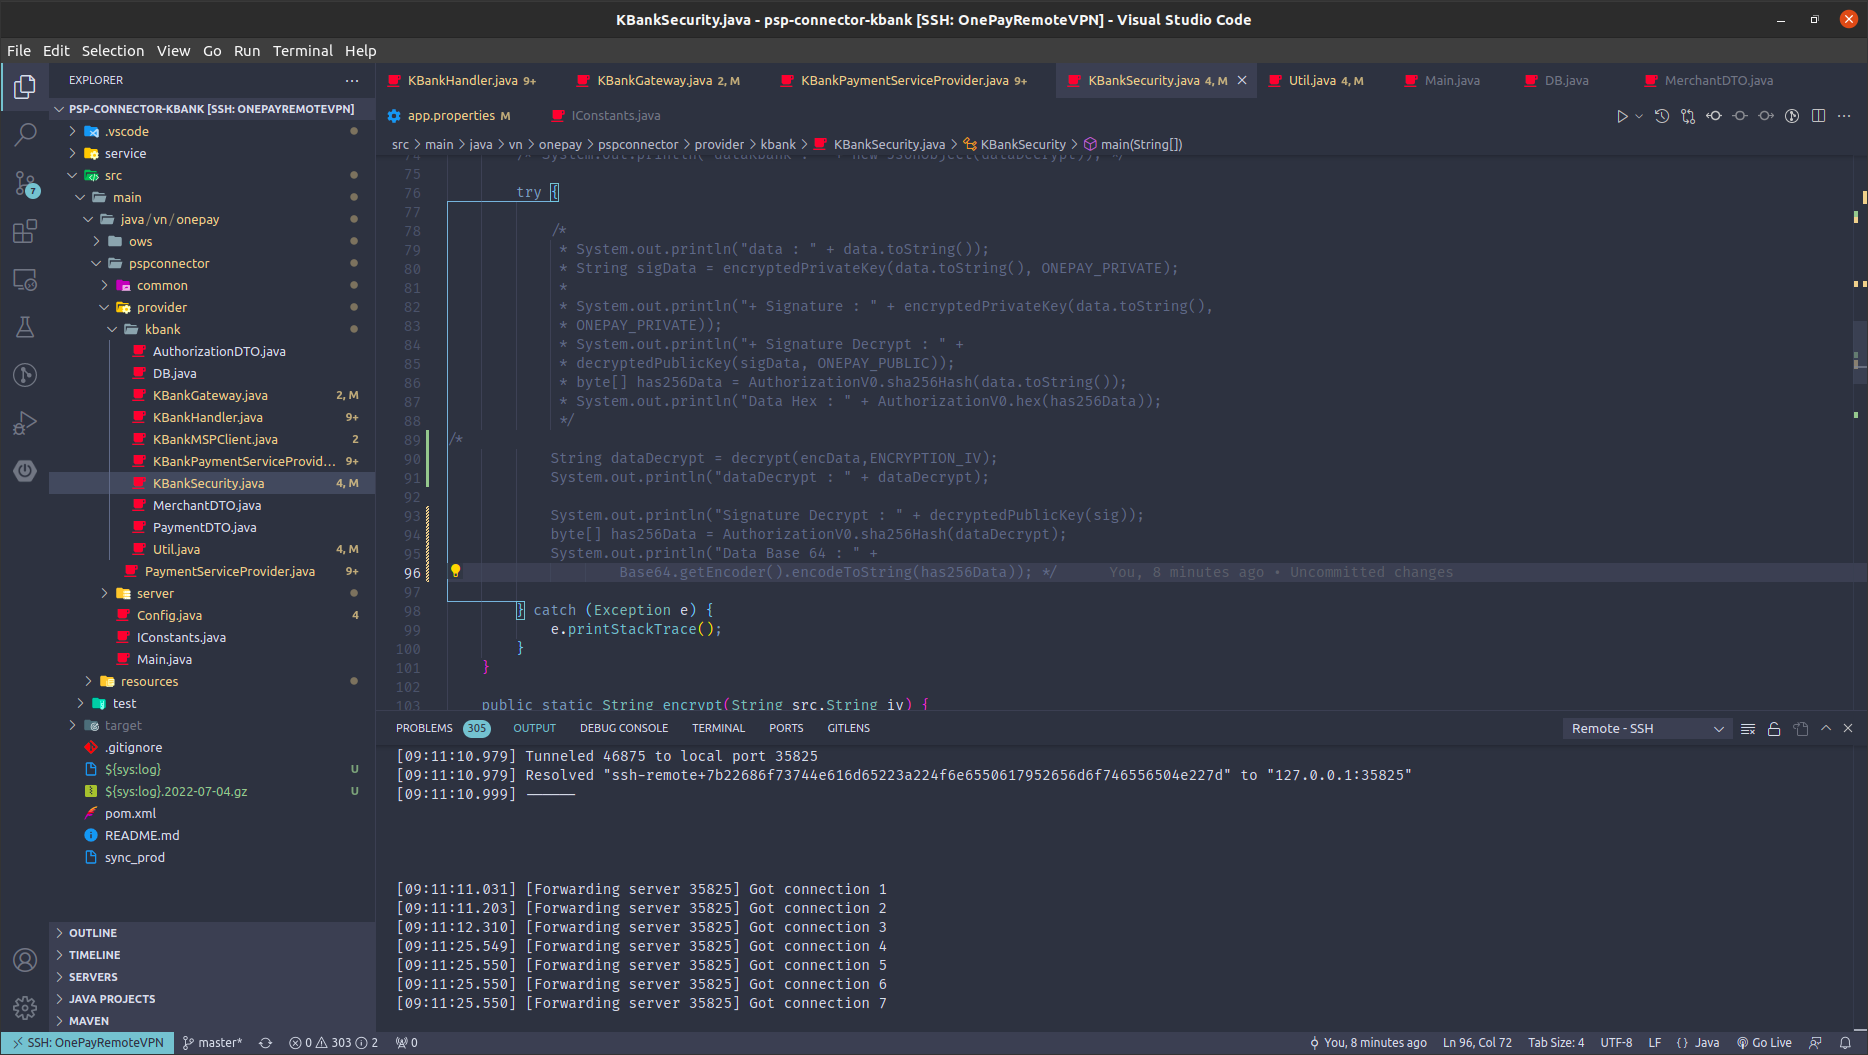 KBankSecurity.java - psp-connector-kbank [SSH: OnePayRemoteVPN] - Visual Studio Code
File Edit Selection View Go Run Terminal Help
EXPLORER
PSP-CONNECTOR-KBANK [SSH: ONEPAYREMOTEVPN]
.vscode
service
src
main
java/vn/onepay
ows
pspconnector
common
provider
kbank
AuthorizationDTO.java
DB.java
KBankGateway.java 2, M
KBankHandler.java 9+
KBankMSPClient.java 2
KBankPaymentServiceProvid... 9+
KBankSecurity.java 4, M
MerchantDTO.java
PaymentDTO.java
Util.java 4, M
PaymentServiceProvider.java 9+
server
Config.java 4
IConstants.java
Main.java
resources
test
target
.gitignore
${sys:log} U
${sys:log}.2022-07-04.gz U
pom.xml
README.md
sync_prod
OUTLINE
TIMELINE
SERVERS
JAVA PROJECTS
MAVEN
7
KBankHandler.java 9+ KBankGateway.java 2, M KBankPaymentServiceProvider.java 9+ KBankSecurity.java 4, M Util.java 4, M Main.java DB.java MerchantDTO.java
app.properties M IConstants.java
src > main > java > vn > onepay > pspconnector > provider > kbank > KBankSecurity.java > KBankSecurity > main(String[])
74 /* System.out.println("dataKBank : " + new JsonObject(dataDecrypt)); */
75
76 try {
77
78 /*
79 * System.out.println("data : " + data.toString());
80 * String sigData = encryptedPrivateKey(data.toString(), ONEPAY_PRIVATE);
81 *
82 * System.out.println("+ Signature : " + encryptedPrivateKey(data.toString(),
83 * ONEPAY_PRIVATE));
84 * System.out.println("+ Signature Decrypt : " +
85 * decryptedPublicKey(sigData, ONEPAY_PUBLIC));
86 * byte[] has256Data = AuthorizationV0.sha256Hash(data.toString());
87 * System.out.println("Data Hex : " + AuthorizationV0.hex(has256Data));
88 */
89 /*
90 String dataDecrypt = decrypt(encData,ENCRYPTION_IV);
91 System.out.println("dataDecrypt : " + dataDecrypt);
92
93 System.out.println("Signature Decrypt : " + decryptedPublicKey(sig));
94 byte[] has256Data = AuthorizationV0.sha256Hash(dataDecrypt);
95 System.out.println("Data Base 64 : " +
96 Base64.getEncoder().encodeToString(has256Data)); */ You, 8 minutes ago • Uncommitted changes
97
98 } catch (Exception e) {
99 e.printStackTrace();
100 }
101 }
102
103 public static String encrypt(String src,String iv) {
PROBLEMS 305 OUTPUT DEBUG CONSOLE TERMINAL PORTS GITLENS Remote - SSH
[09:11:10.979] Tunneled 46875 to local port 35825
[09:11:10.979] Resolved "ssh-remote+7b22686f73744e616d65223a224f6e6550617952656d6f746556504e227d" to "127.0.0.1:35825"
[09:11:10.999] ------
[09:11:11.031] [Forwarding server 35825] Got connection 1
[09:11:11.203] [Forwarding server 35825] Got connection 2
[09:11:12.310] [Forwarding server 35825] Got connection 3
[09:11:25.549] [Forwarding server 35825] Got connection 4
[09:11:25.550] [Forwarding server 35825] Got connection 5
[09:11:25.550] [Forwarding server 35825] Got connection 6
[09:11:25.550] [Forwarding server 35825] Got connection 7
SSH: OnePayRemoteVPN master* 0 303 2 0 You, 8 minutes ago Ln 96, Col 72 Tab Size: 4 UTF-8 LF {} Java Go Live